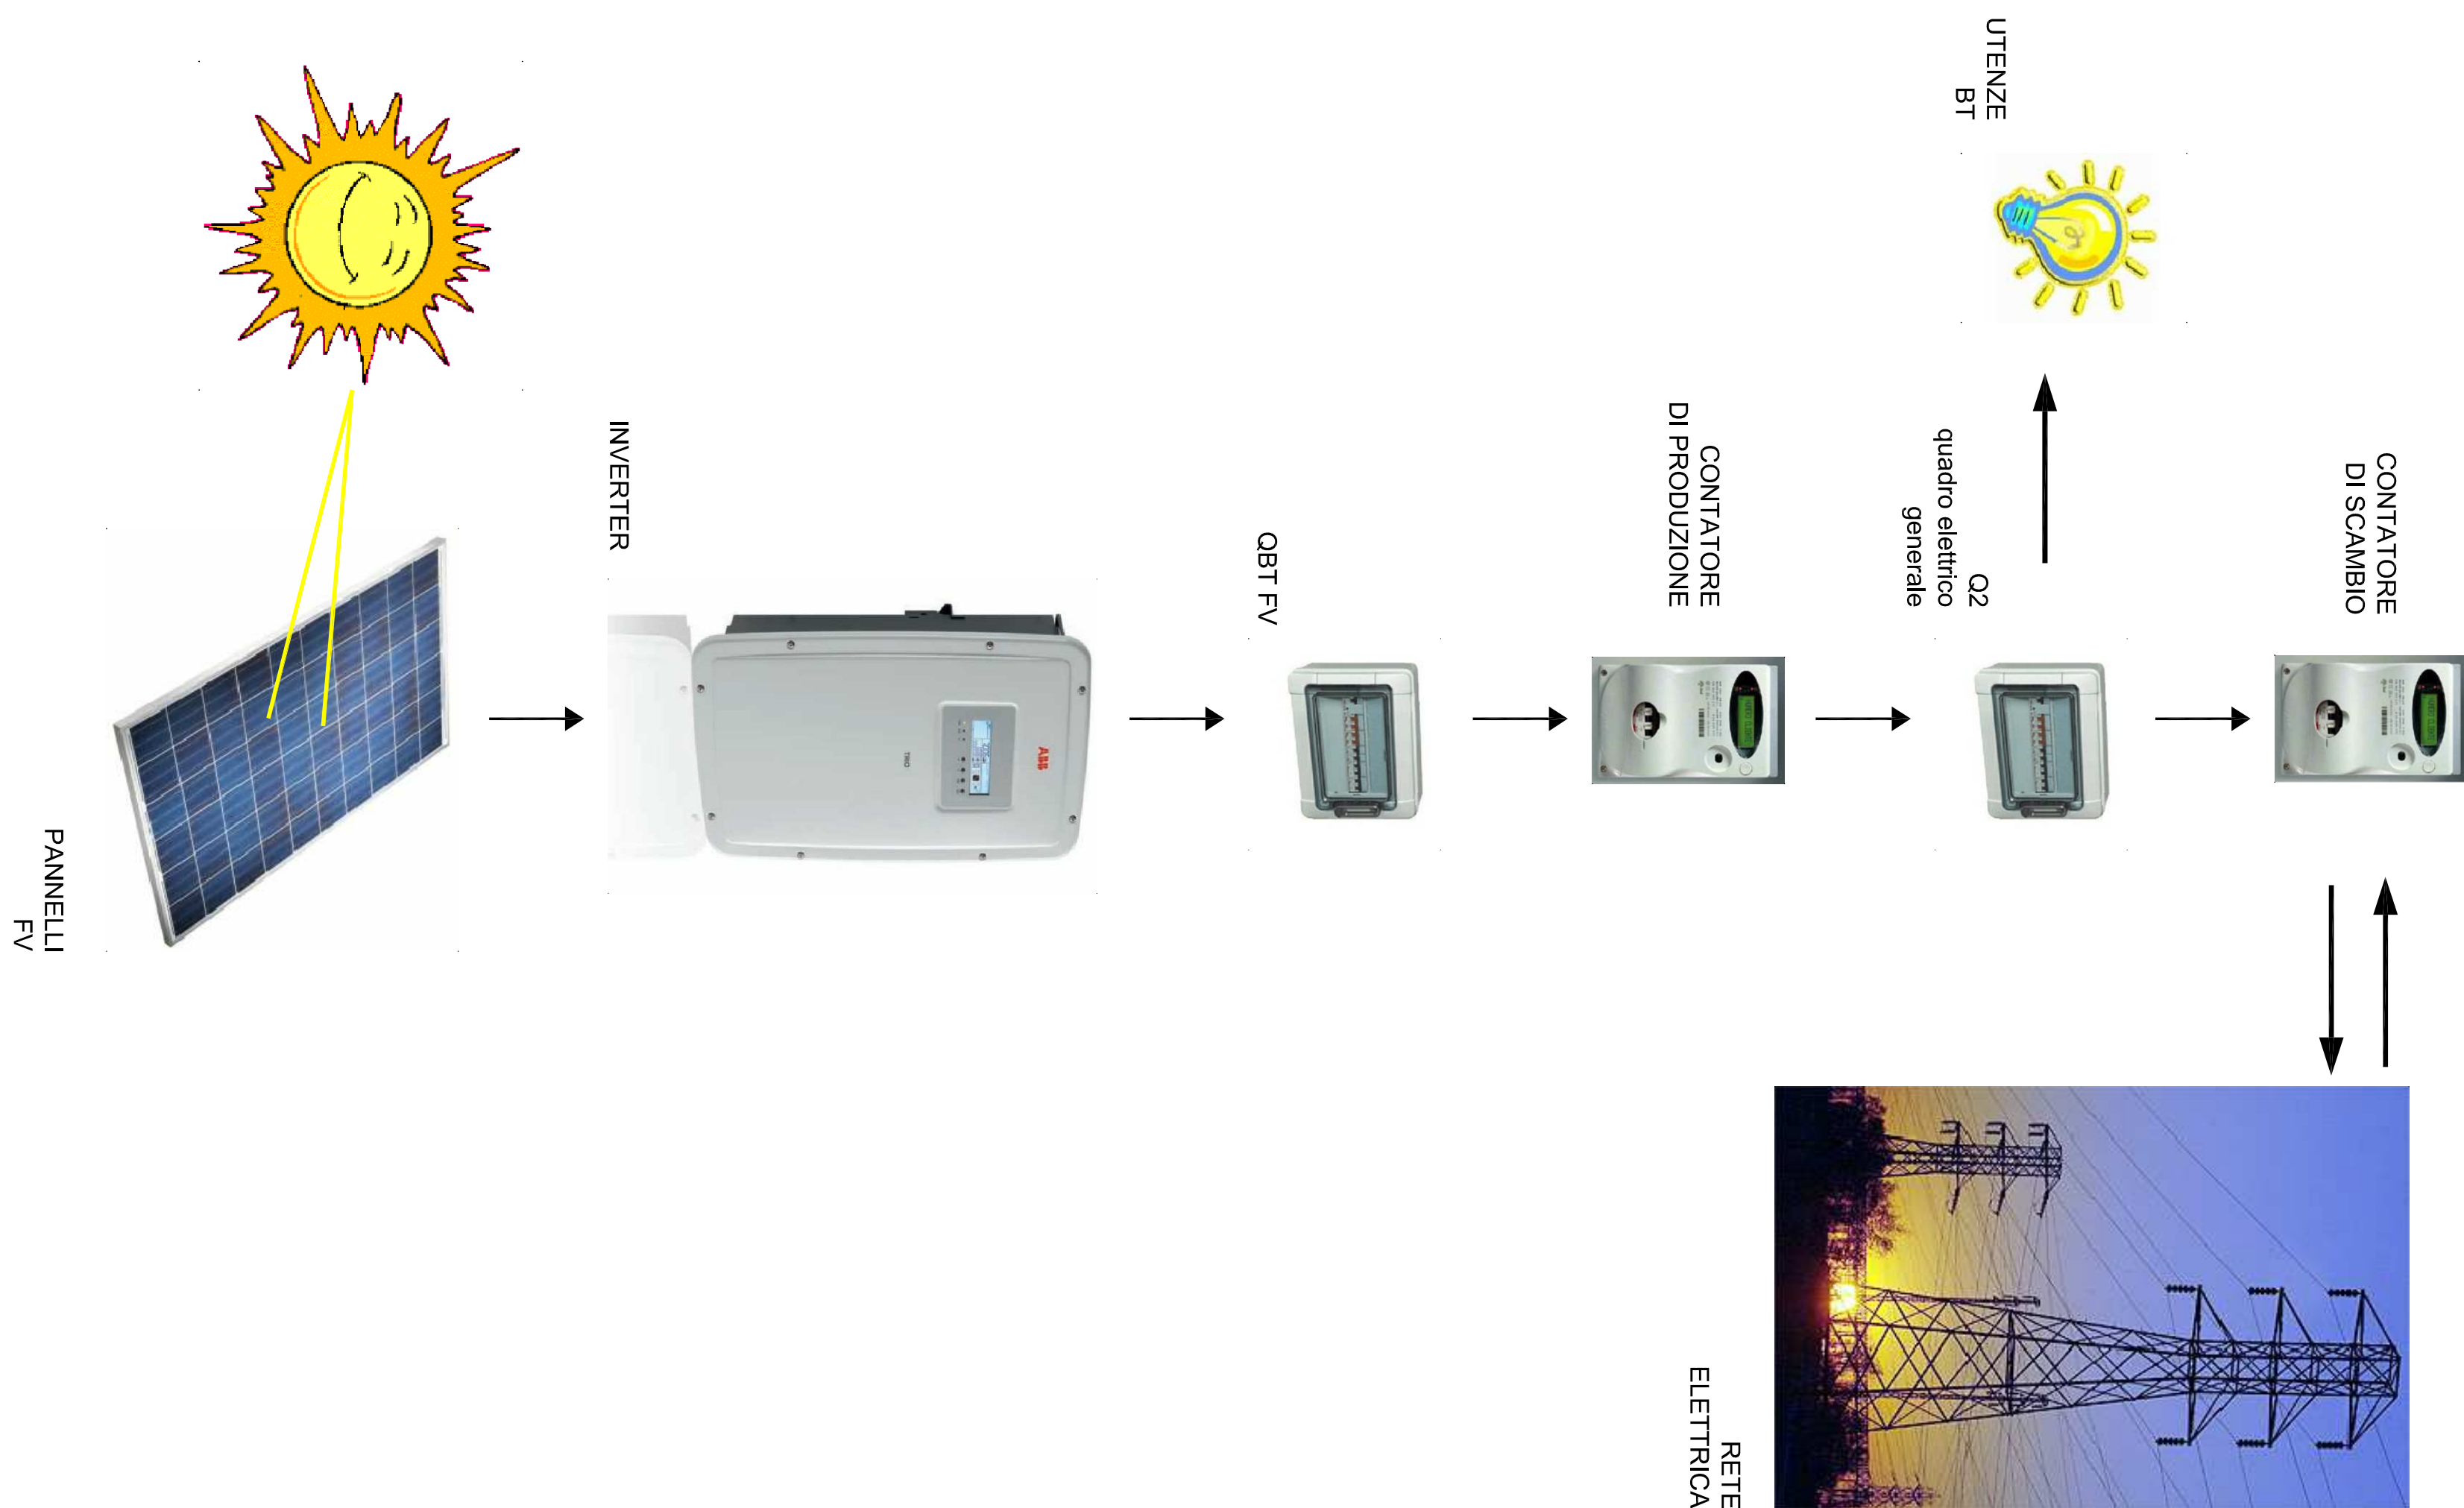 PANNELLI
FV
INVERTER
ABB
TRIO
QBT FV
CONTATORE
DI PRODUZIONE
Q2
quadro elettrico
generale
UTENZE
BT
CONTATORE
DI SCAMBIO
RETE
ELETTRICA